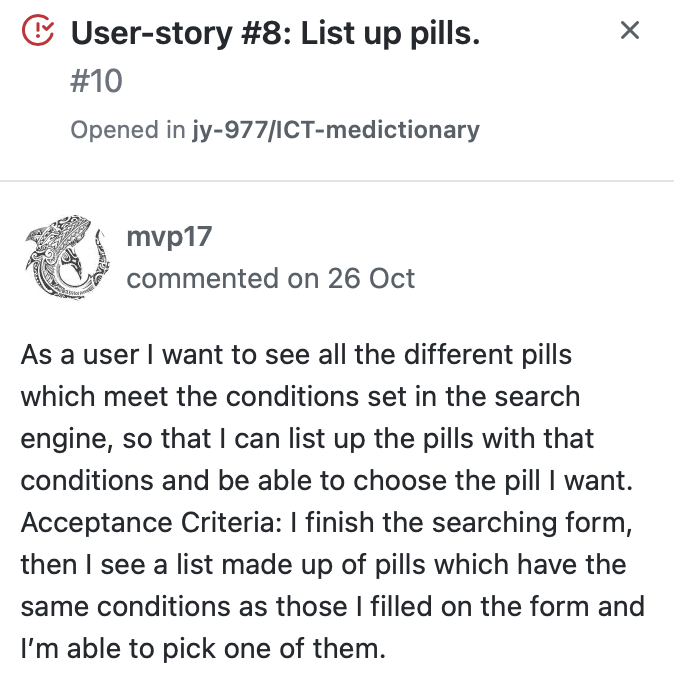 User-story #8: List up pills.
#10
Opened in jy-977/ICT-medictionary
mvp17
commented on 26 Oct
As a user I want to see all the different pills
which meet the conditions set in the search
engine, so that I can list up the pills with that
conditions and be able to choose the pill I want.
Acceptance Criteria: I finish the searching form,
then I see a list made up of pills which have the
same conditions as those I filled on the form and
I’m able to pick one of them.